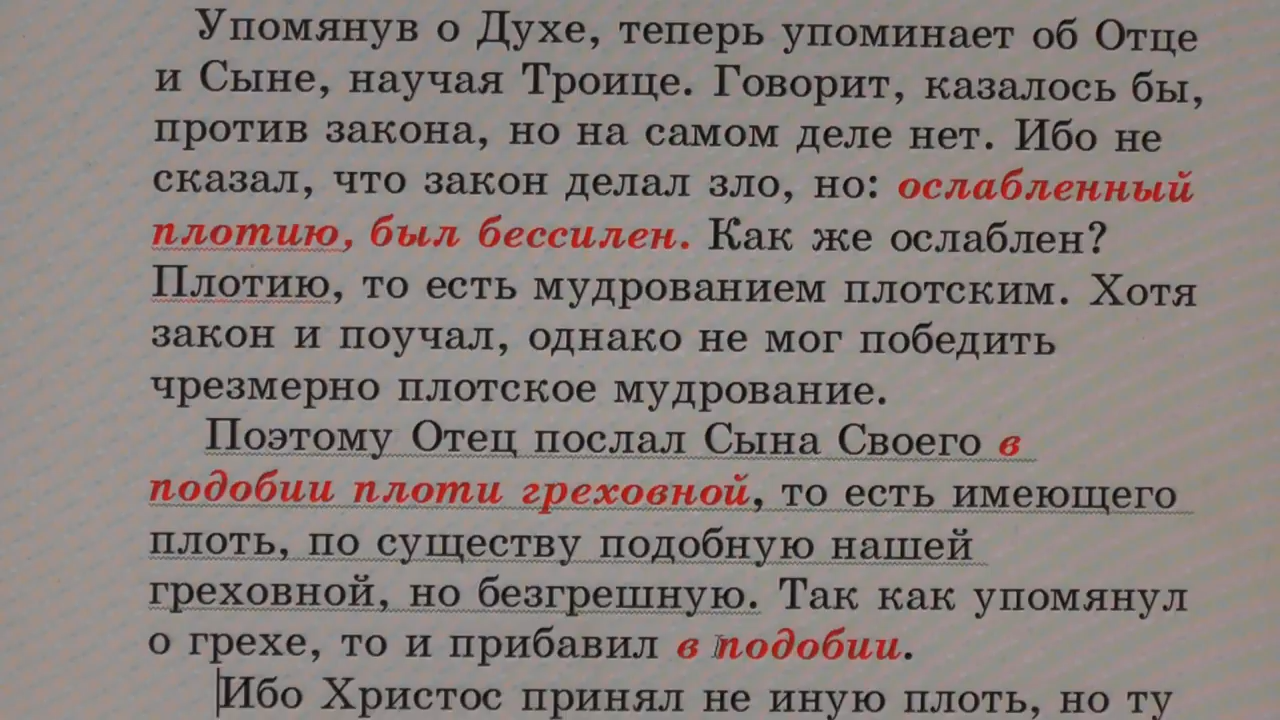 Упомянув о Духе, теперь упоминает об Отце
и Сыне, научая Троице. Говорит, казалось бы,
против закона, но на самом деле нет. Ибо не
сказал, что закон делал зло, но: ослабленный
плотию, был бессилен. Как же ослаблен?
Плотию, то есть мудрованием плотским. Хотя
закон и поучал, однако не мог победить
чрезмерно плотское мудрование.
Поэтому Отец послал Сына Своего в
подобии плоти греховной, то есть имеющего
плоть, по существу подобную нашей
греховной, но безгрешную. Так как упомянул
о грехе, то и прибавил в подобии.
Ибо Христос принял не иную плоть, но ту